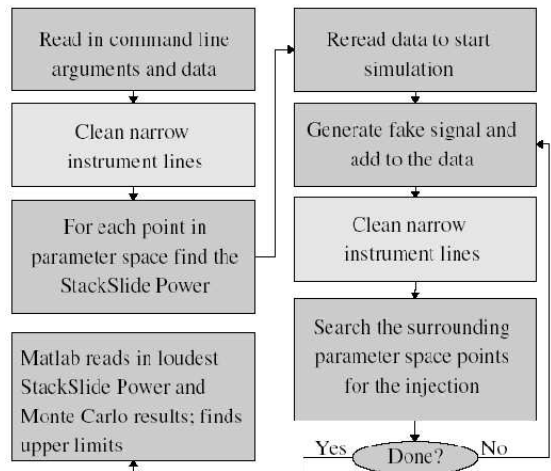 Read in command line
arguments and data
Clean narrow
instrument lines
For each point in
parameter space find the
StackSlide Power
Reread data to start
simulation
Generate fake signal and
add to the data
Clean narrow
instrument lines
Search the surrounding
parameter space points
for the injection
Yes
Done?
No
Matlab reads in loudest
StackSlide Power and
Monte Carlo results; finds
upper limits